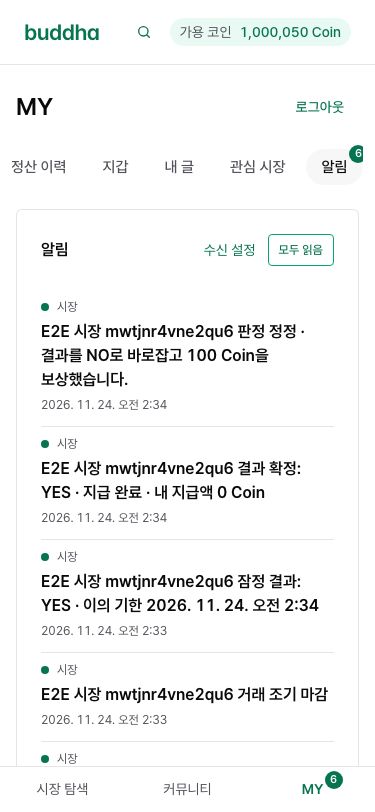 buddha
가용 코인 1,000,050 Coin
MY
로그아웃
정산 이력
지갑
내 글
관심 시장
알림
6
알림
수신 설정
모두 읽음
시장
E2E 시장 mwtjnr4vne2qu6 판정 정정 ·
결과를 NO로 바로잡고 100 Coin을
보상했습니다.
2026. 11. 24. 오전 2:34
시장
E2E 시장 mwtjnr4vne2qu6 결과 확정:
YES · 지급 완료 · 내 지급액 0 Coin
2026. 11. 24. 오전 2:34
시장
E2E 시장 mwtjnr4vne2qu6 잠정 결과:
YES · 이의 기한 2026. 11. 24. 오전 2:34
2026. 11. 24. 오전 2:33
시장
E2E 시장 mwtjnr4vne2qu6 거래 조기 마감
2026. 11. 24. 오전 2:33
시장
시장 탐색
커뮤니티
MY
6